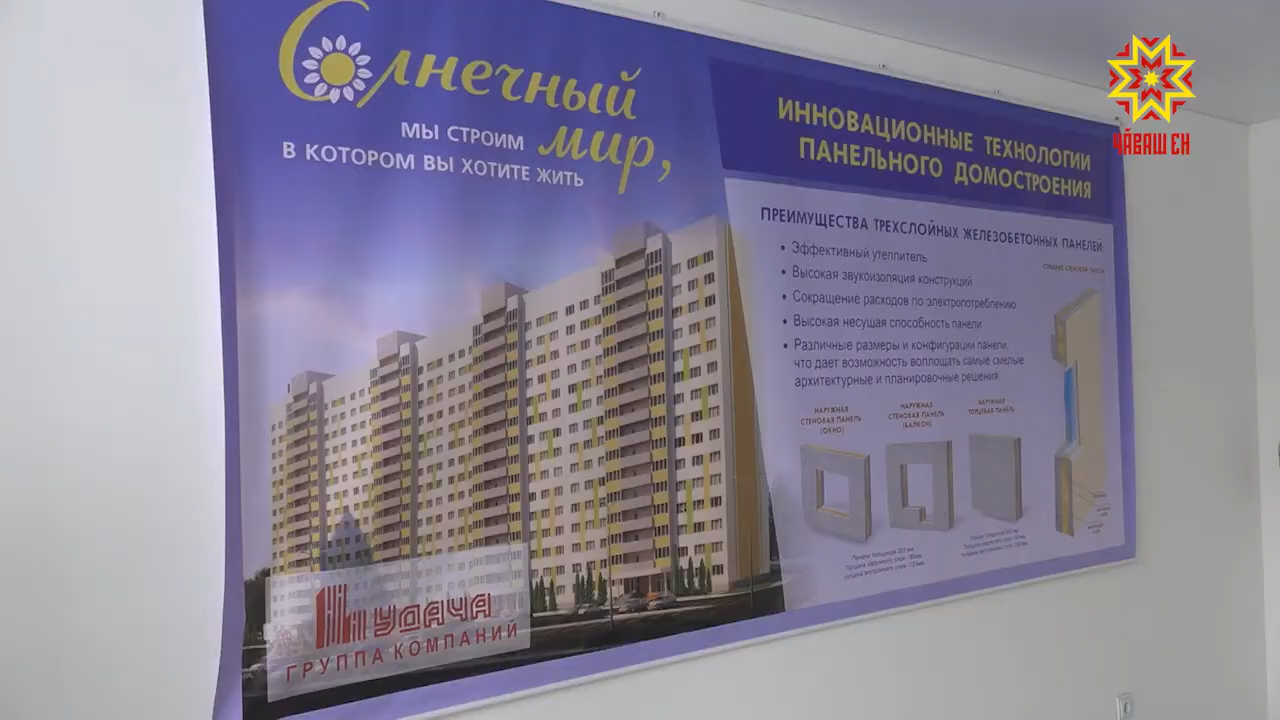 Солнечный
МЫ СТРОИМ мир,
В КОТОРОМ ВЫ ХОТИТЕ ЖИТЬ
УДАЧА
ГРУППА КОМПАНИЙ
ИННОВАЦИОННЫЕ ТЕХНОЛОГИИ
ПАНЕЛЬНОГО ДОМОСТРОЕНИЯ
ПРЕИМУЩЕСТВА ТРЕХСЛОЙНЫХ ЖЕЛЕЗОБЕТОННЫХ ПАНЕЛЕЙ
• Эффективный утеплитель
• Высокая звукоизоляция конструкций
• Сокращение расходов по электропотреблению
• Высокая несущая способность панели
• Различные размеры и конфигурации панели,
что дает возможность воплощать самые смелые
архитектурные и планировочные решения
НАРУЖНАЯ
СТЕНОВАЯ ПАНЕЛЬ
(ОКНО)
НАРУЖНАЯ
СТЕНОВАЯ ПАНЕЛЬ
(БАЛКОН)
НАРУЖНАЯ
ТОРЦЕВАЯ ПАНЕЛЬ
ЧӐВАШ ЕН